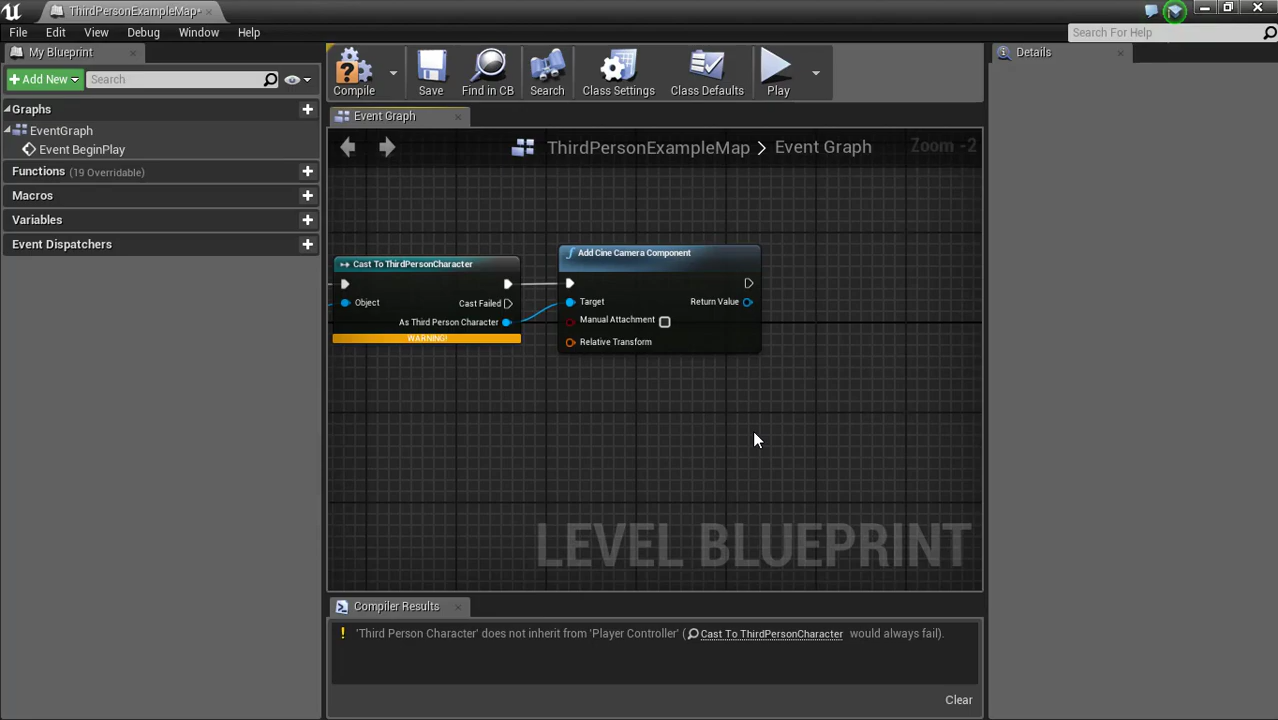 ThirdPersonExampleMap*
File Edit View Debug Window Help
Search For Help
My Blueprint
Add New Search
Graphs
EventGraph
Event BeginPlay
Functions (19 Overridable)
Macros
Variables
Event Dispatchers
Compile Save Find in CB Search Class Settings Class Defaults Play
Event Graph
ThirdPersonExampleMap > Event Graph Zoom -2
Cast To ThirdPersonCharacter
Object
Cast Failed
As Third Person Character
WARNING!
Add Cine Camera Component
Target Return Value
Manual Attachment
Relative Transform
LEVEL BLUEPRINT
Compiler Results
'Third Person Character' does not inherit from 'Player Controller' ( Cast To ThirdPersonCharacter would always fail).
Clear
Details